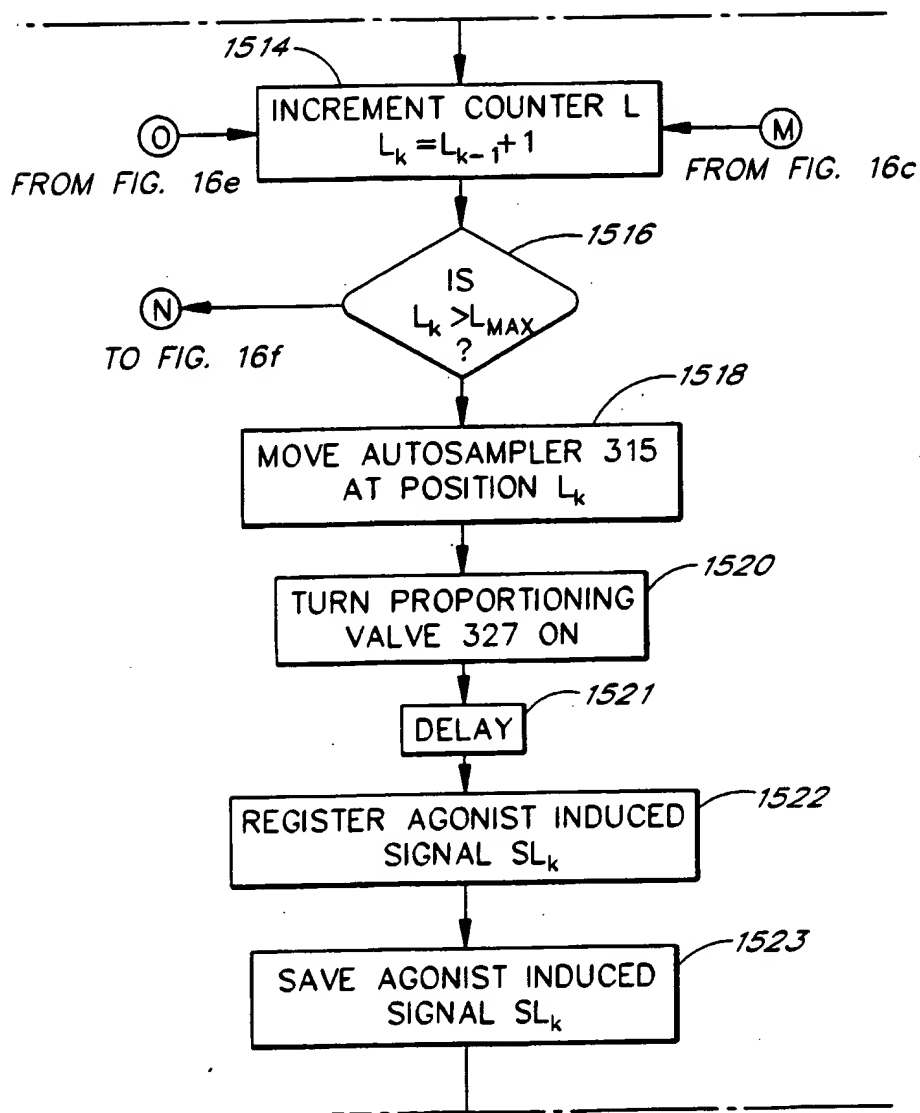 1514
INCREMENT COUNTER L
L_k = L_{k-1} + 1
O
M
FROM FIG. 16e
FROM FIG. 16c
1516
IS
L_k > L_MAX
?
N
TO FIG. 16f
1518
MOVE AUTOSAMPLER 315
AT POSITION L_k
1520
TURN PROPORTIONING
VALVE 327 ON
1521
DELAY
1522
REGISTER AGONIST INDUCED
SIGNAL SL_k
1523
SAVE AGONIST INDUCED
SIGNAL SL_k